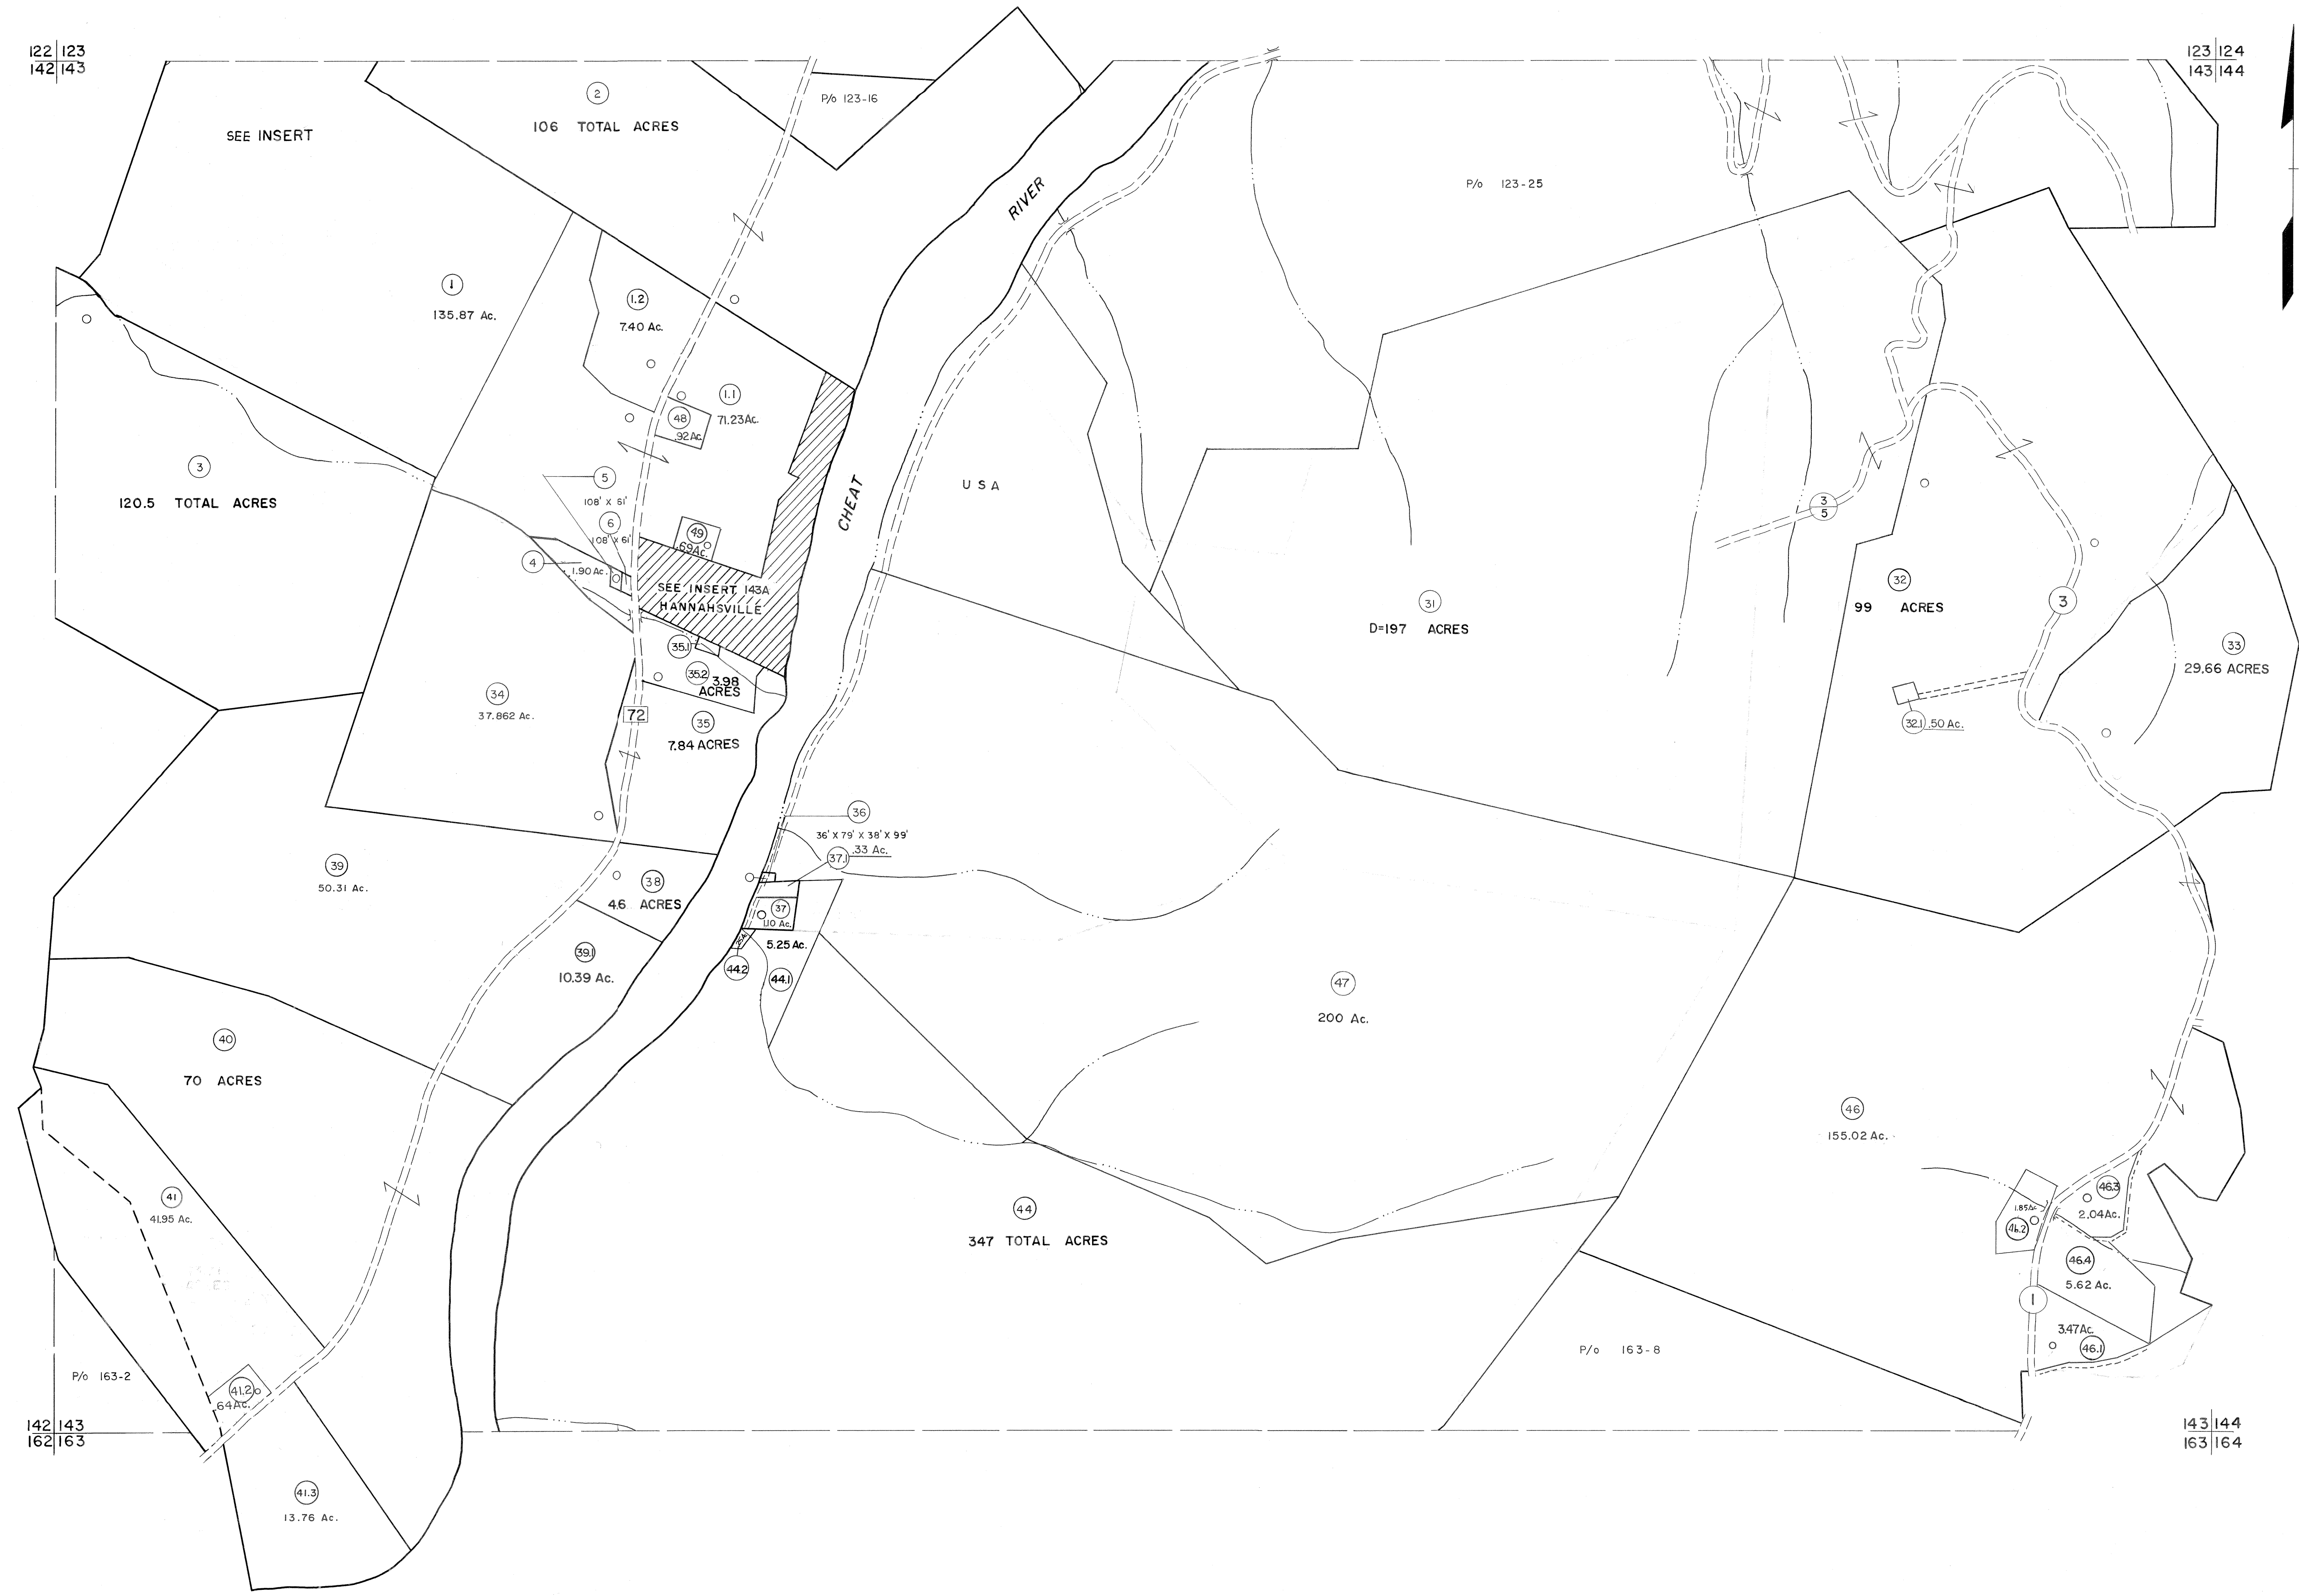 122 123
142 143
123 124
143 144
2
106 TOTAL ACRES
P/o 123-16
SEE INSERT
RIVER
P/o 123-25
1
135.87 Ac.
1.2
7.40 Ac.
1.1
71.23Ac.
48
.92Ac.
3
120.5 TOTAL ACRES
5
108' X 61'
6
108' X 61'
49
.69Ac.
CHEAT
U S A
3
5
4
1.90 Ac.
SEE INSERT 143A
HANNAHSVILLE
31
D=197 ACRES
32
99 ACRES
3
33
29.66 ACRES
35.1
35.2 3.98
ACRES
34
37.862 Ac.
72
35
7.84 ACRES
32.1 .50 Ac.
36
36' X 79' X 38' X 99'
37.1 .33 Ac.
39
50.31 Ac.
38
4.6 ACRES
37
1.10 Ac.
5.25 Ac.
44.2
44.1
39.1
10.39 Ac.
47
200 Ac.
40
70 ACRES
46
155.02 Ac.
41
41.95 Ac.
44
347 TOTAL ACRES
46.3
2.04Ac.
1.85Ac
46.2
46.4
5.62 Ac.
1
3.47Ac.
46.1
P/o 163-2
P/o 163-8
41.2
.64Ac.
142 143
162 163
143 144
163 164
41.3
13.76 Ac.